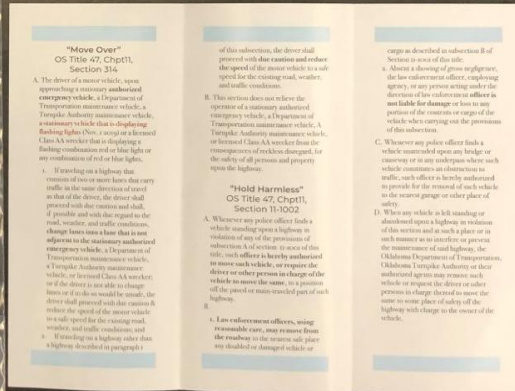 "Move Over"
OS Title 47, Chpt11,
Section 314
A. The driver of a motor vehicle, upon
approaching a stationary authorized
emergency vehicle, a Department of
Transportation maintenance vehicle, a
Turnpike Authority maintenance vehicle,
a stationary vehicle that is displaying
flashing lights (Nov. 1 2019) or a licensed
Class AA wrecker that is displaying a
flashing combination red or blue light or
any combination of red or blue lights,
1. If traveling on a highway that
consists of two or more lanes that carry
traffic in the same direction of travel
as that of the driver, the driver shall
proceed with due caution and shall,
if possible and with due regard to the
road, weather, and traffic conditions,
change lanes into a lane that is not
adjacent to the stationary authorized
emergency vehicle, a Department of
Transportation maintenance vehicle,
a Turnpike Authority maintenance
vehicle, or licensed Class AA wrecker;
or if the driver is not able to change
lanes or if to do so would be unsafe, the
driver shall proceed with due caution &
reduce the speed of the motor vehicle
to a safe speed for the existing road,
weather, and traffic conditions; and
If traveling on a highway other than
a highway described in paragraph 1
of this subsection, the driver shall
proceed with due caution and reduce
the speed of the motor vehicle to a safe
speed for the existing road, weather,
and traffic conditions.
B. This section does not relieve the
operator of a stationary authorized
emergency vehicle, a Department of
Transportation maintenance vehicle, A
Turnpike Authority maintenance vehicle,
or licensed Class AA wrecker from the
consequences of reckless disregard, for
the safety of all persons and property
upon the highway.
"Hold Harmless"
OS Title 47, Chpt11,
Section 11-1002
A. Whenever any police officer finds a
vehicle standing upon a highway in
violation of any of the provisions of
subsection A of section 11-1001 of this
title, such officer is hereby authorized
to move such vehicle, or require the
driver or other person in charge of the
vehicle to move the same, to a position
off the paved or main-traveled part of such
highway.
B.
1. Law enforcement officers, using
reasonable care, may remove from
the roadway to the nearest safe place
any disabled or damaged vehicle or
cargo as described in subsection B of
Section 11-1001 of this title.
2. Absent a showing of gross negligence,
the law enforcement officer, employing
agency, or any person acting under the
direction of law enforcement officer is
not liable for damage or loss to any
portion of the contents or cargo of the
vehicle when carrying out the provisions
of this subsection.
C. Whenever any police officer finds a
vehicle unattended upon any bridge or
causeway or in any underpass where such
vehicle constitutes an obstruction to
traffic, such officer is hereby authorized
to provide for the removal of such vehicle
to the nearest garage or other place of
safety.
D. When any vehicle is left standing or
abandoned upon a highway in violation
of this section and at such a place or in
such manner as to interfere or prevent
the maintenance of said highway, the
Oklahoma Department of Transportation,
Oklahoma Turnpike Authority or their
authorized agents may remove such
vehicle or request the driver or other
persons in charge thereof to move the
same to some place of safety off the
highway with charge to the owner of the
vehicle.